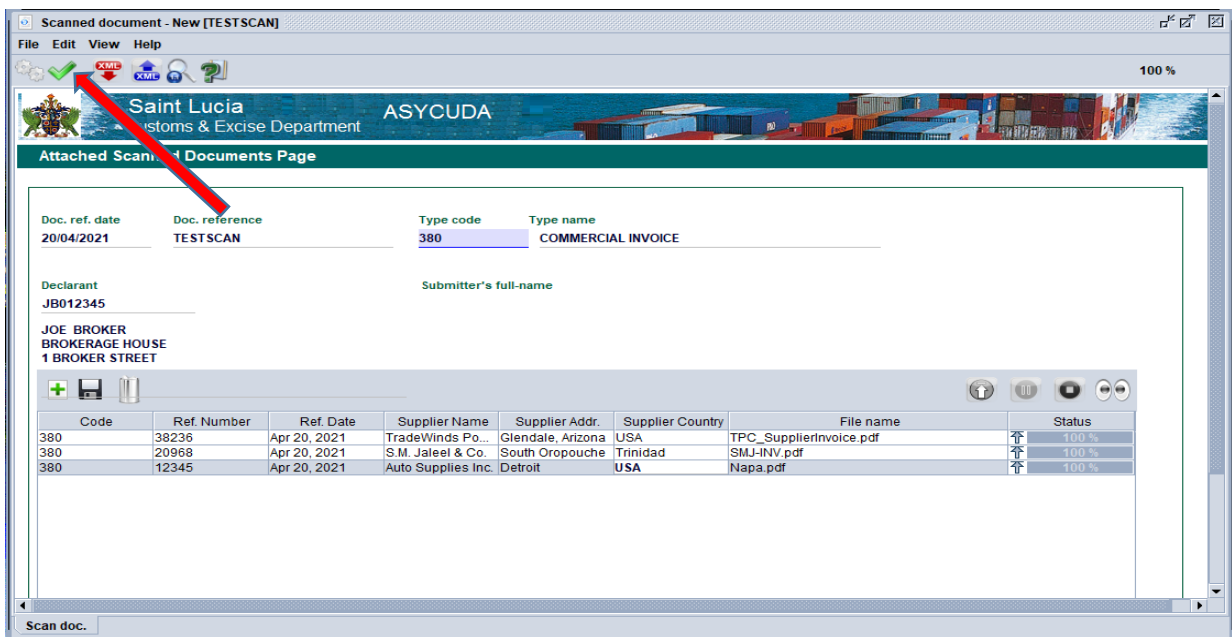 Scanned document - New [TESTSCAN]
File Edit View Help
XML XML 100 %
Saint Lucia ASYCUDA
Customs & Excise Department
Attached Scanned Documents Page
Doc. ref. date Doc. reference Type code Type name
20/04/2021 TESTSCAN 380 COMMERCIAL INVOICE
Declarant Submitter's full-name
JB012345
JOE BROKER
BROKERAGE HOUSE
1 BROKER STREET
Code Ref. Number Ref. Date Supplier Name Supplier Addr. Supplier Country File name Status
380 38236 Apr 20, 2021 TradeWinds Po... Glendale, Arizona USA TPC_SupplierInvoice.pdf 100 %
380 20968 Apr 20, 2021 S.M. Jaleel & Co. South Oropouche Trinidad SMJ-INV.pdf 100 %
380 12345 Apr 20, 2021 Auto Supplies Inc. Detroit USA Napa.pdf 100 %
Scan doc.